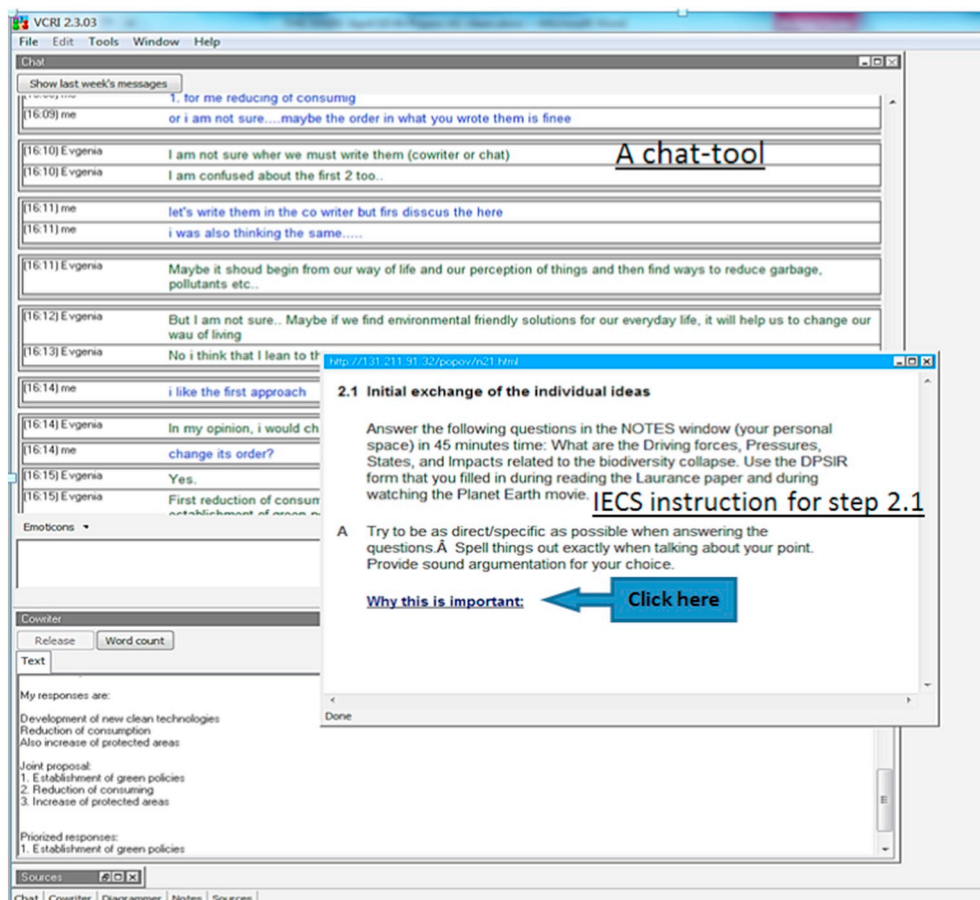 VCRI 2.3.03
File Edit Tools Window Help
Chat
Show last week's messages
me 1. for me reducing of consumig
(16:09) me or i am not sure....maybe the order in what you wrote them is finee
(16:10) Evgenia I am not sure wher we must write them (cowriter or chat)
(16:10) Evgenia I am confused about the first 2 too..
A chat-tool
(16:11) me let's write them in the co writer but firs disscus the here
(16:11) me i was also thinking the same.....
(16:11) Evgenia Maybe it shoud begin from our way of life and our perception of things and then find ways to reduce garbage,
pollutants etc..
(16:12) Evgenia But I am not sure.. Maybe if we find environmental friendly solutions for our everyday life, it will help us to change our
wau of living
(16:13) Evgenia No i think that I lean to th
(16:14) me i like the first approach
(16:14) Evgenia In my opinion, i would ch
(16:14) me change its order?
(16:15) Evgenia Yes.
(16:15) Evgenia First reduction of consum
establishment of green
Emoticons
http://131.211.91.32/popov/n21.html
2.1 Initial exchange of the individual ideas
Answer the following questions in the NOTES window (your personal
space) in 45 minutes time: What are the Driving forces, Pressures,
States, and Impacts related to the biodiversity collapse. Use the DPSIR
form that you filled in during reading the Laurance paper and during
watching the Planet Earth movie.
IECS instruction for step 2.1
A Try to be as direct/specific as possible when answering the
questions.Â Spell things out exactly when talking about your point.
Provide sound argumentation for your choice.
Why this is important:
Click here
Done
Cowriter
Release Word count
Text
My responses are:
Development of new clean technologies
Reduction of consumption
Also increase of protected areas
Joint proposal:
1. Establishment of green policies
2. Reduction of consuming
3. Increase of protected areas
Priorized responses:
1. Establishment of green policies
Sources
Chat Cowriter Diagrammer Notes Sources